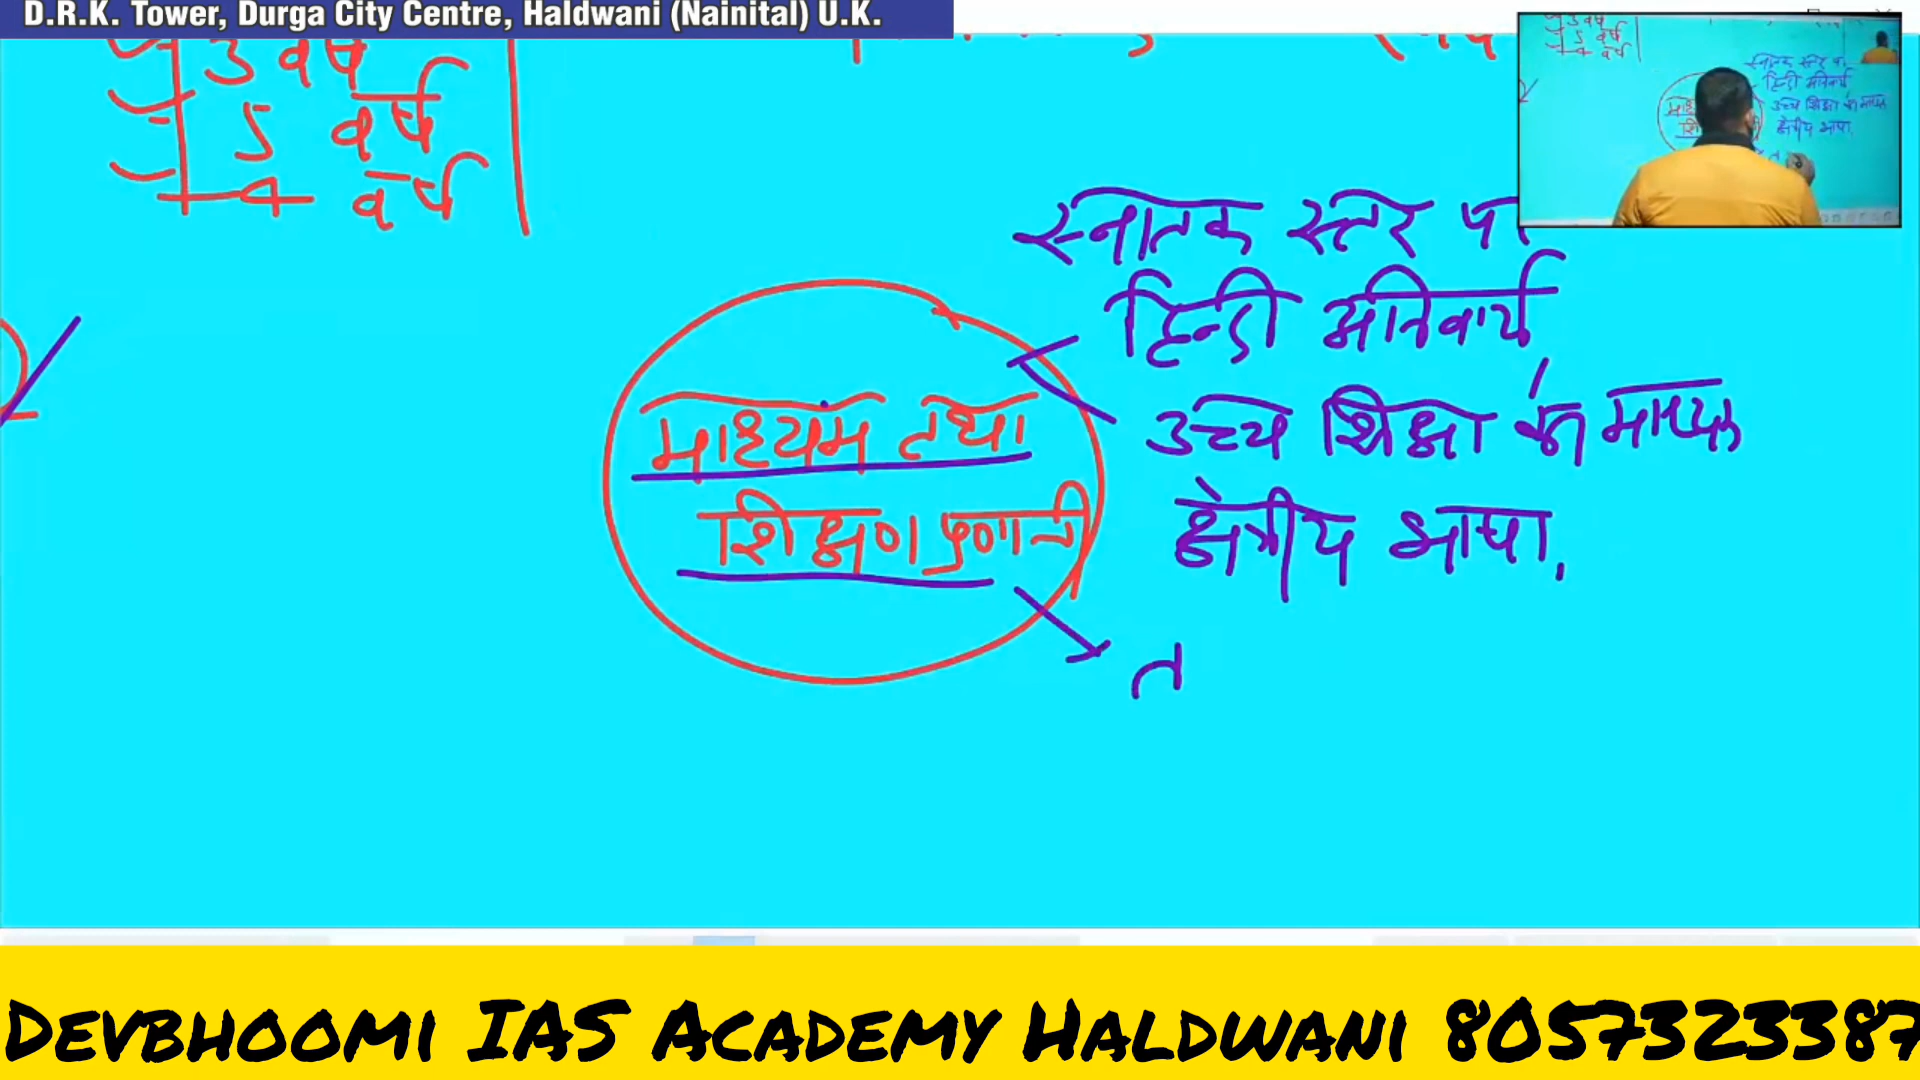 D.R.K. Tower, Durga City Centre, Haldwani (Nainital) U.K.
3 वर्ष
5 वर्ष
4 वर्ष
स्नातक स्तर पर
हिन्दी अनिवार्य,
उच्च शिक्षा का माध्यम
क्षेत्रीय भाषा,
माध्यम तथा
शिक्षण प्रणाली
त
DEVBHOOMI IAS ACADEMY HALDWANI 8057323387